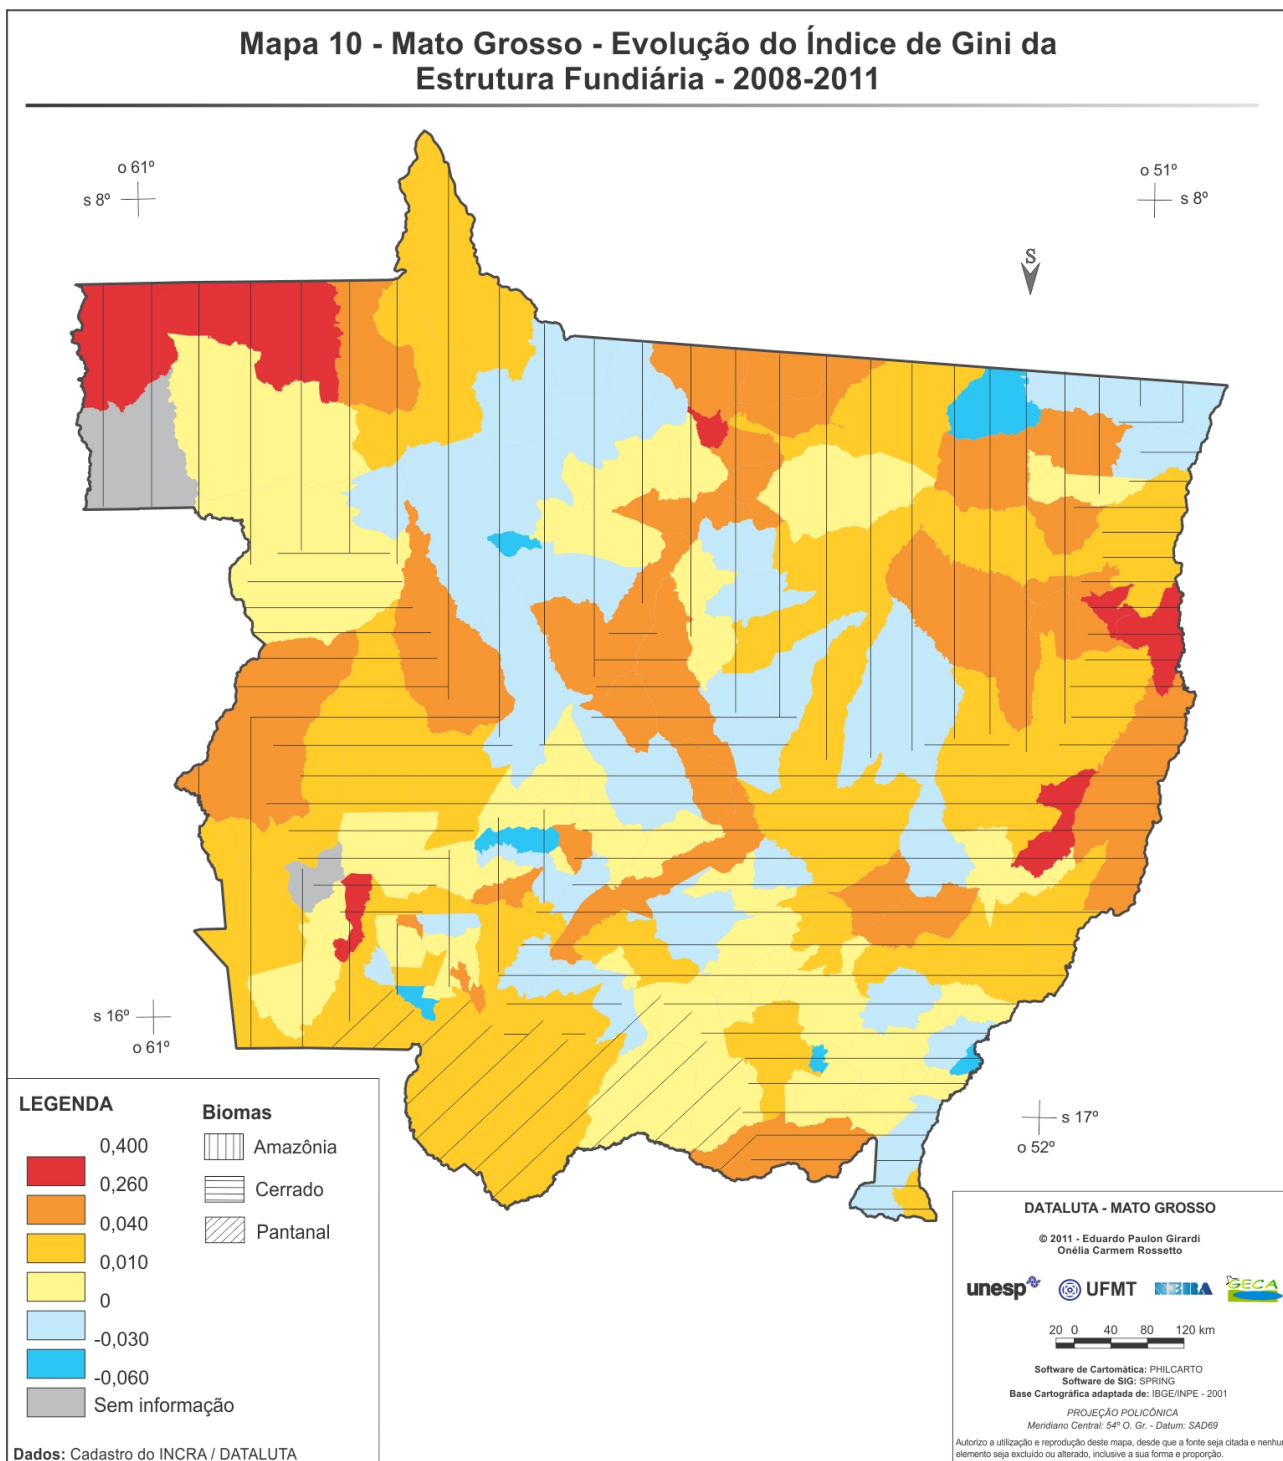 Mapa 10 - Mato Grosso - Evolução do Índice de Gini da
Estrutura Fundiária - 2008-2011
o 61º
s 8º
o 51º
s 8º
S
s 16º
o 61º
s 17º
o 52º
LEGENDA
0,400
0,260
0,040
0,010
0
-0,030
-0,060
Sem informação
Biomas
Amazônia
Cerrado
Pantanal
Dados: Cadastro do INCRA / DATALUTA
DATALUTA - MATO GROSSO
© 2011 - Eduardo Paulon Girardi
Onélia Carmem Rossetto
unesp UFMT NERA GECA
20 0 40 80 120 km
Software de Cartomática: PHILCARTO
Software de SIG: SPRING
Base Cartográfica adaptada de: IBGE/INPE - 2001
PROJEÇÃO POLICÔNICA
Meridiano Central: 54º O. Gr. - Datum: SAD69
Autorizo a utilização e reprodução deste mapa, desde que a fonte seja citada e nenhum
elemento seja excluído ou alterado, inclusive a sua forma e proporção.